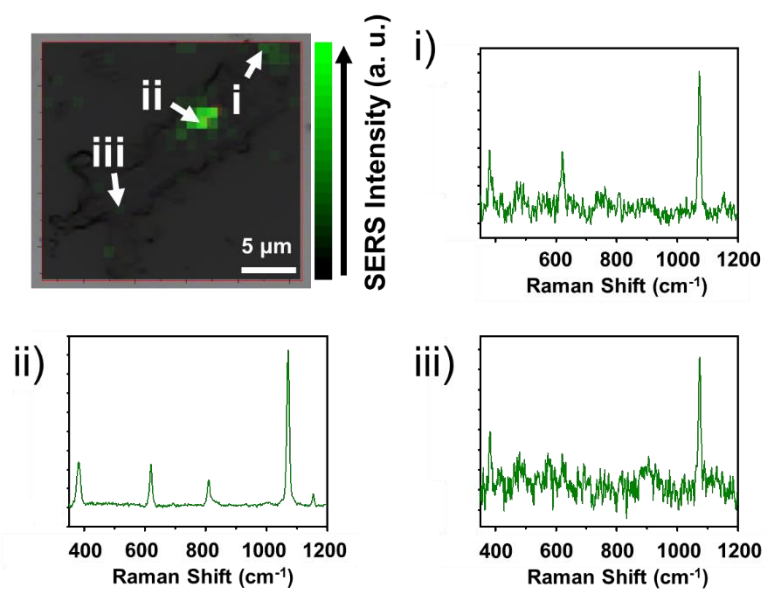 i
ii
iii
5 µm
SERS Intensity (a. u.)
i)
600 800 1000 1200
Raman Shift (cm-1)
ii)
400 600 800 1000 1200
Raman Shift (cm-1)
iii)
400 600 800 1000 1200
Raman Shift (cm-1)